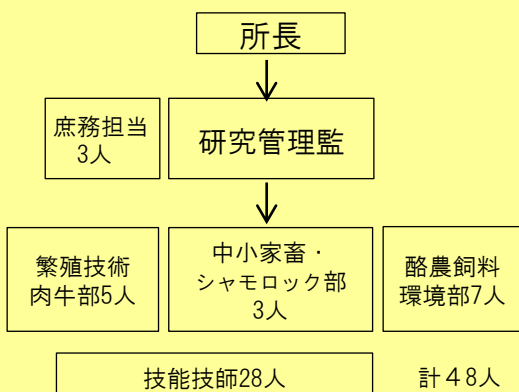 所長
庶務担当
3人
研究管理監
繁殖技術
肉牛部5人
中小家畜・
シャモロック部
3人
酪農飼料
環境部7人
技能技師28人
計４８人